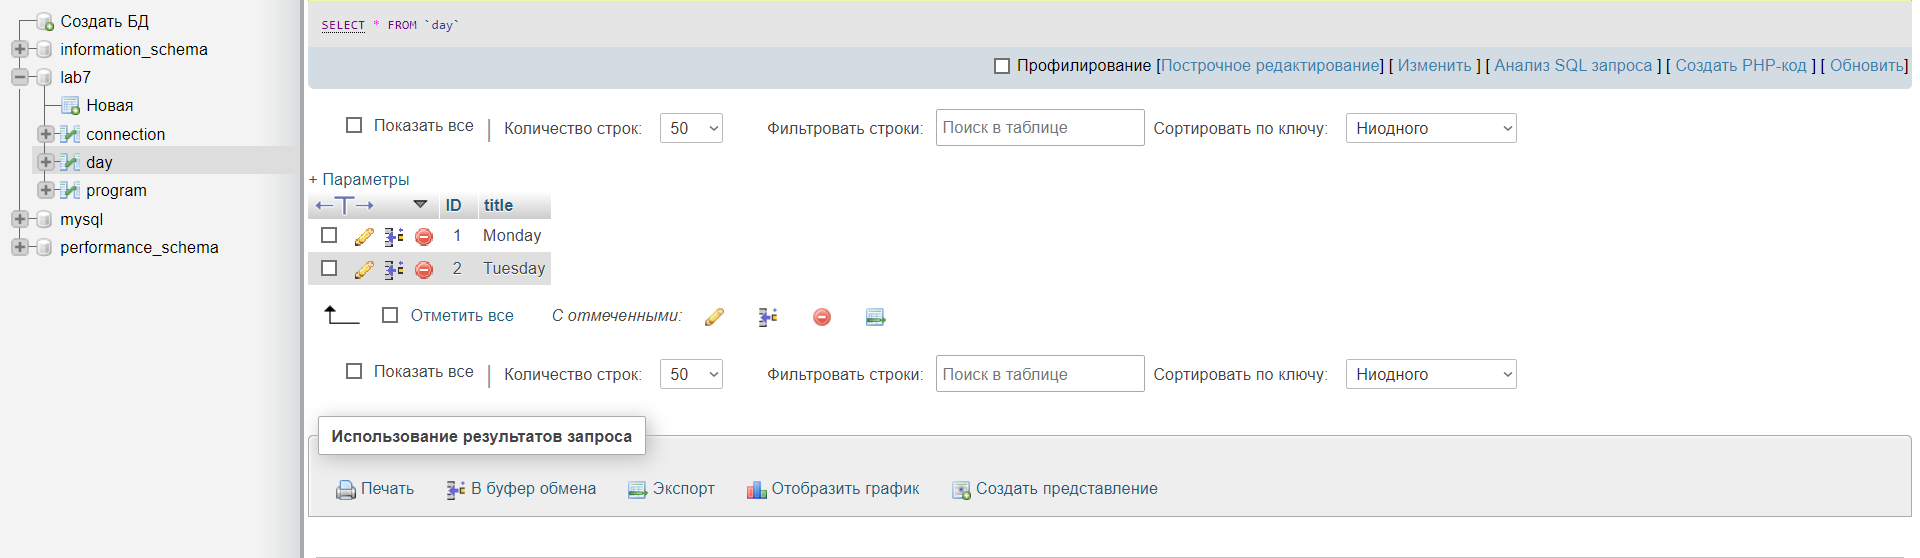 Создать БД
information_schema
lab7
Новая
connection
day
program
mysql
performance_schema
SELECT * FROM `day`
Профилирование [Построчное редактирование] [ Изменить ] [ Анализ SQL запроса ] [ Создать PHP-код ] [ Обновить]
Показать все | Количество строк: 50 Фильтровать строки: Поиск в таблице Сортировать по ключу: Ниодного
+ Параметры
←T→ ID title
1 Monday
2 Tuesday
Отметить все С отмеченными:
Показать все | Количество строк: 50 Фильтровать строки: Поиск в таблице Сортировать по ключу: Ниодного
Использование результатов запроса
Печать В буфер обмена Экспорт Отобразить график Создать представление